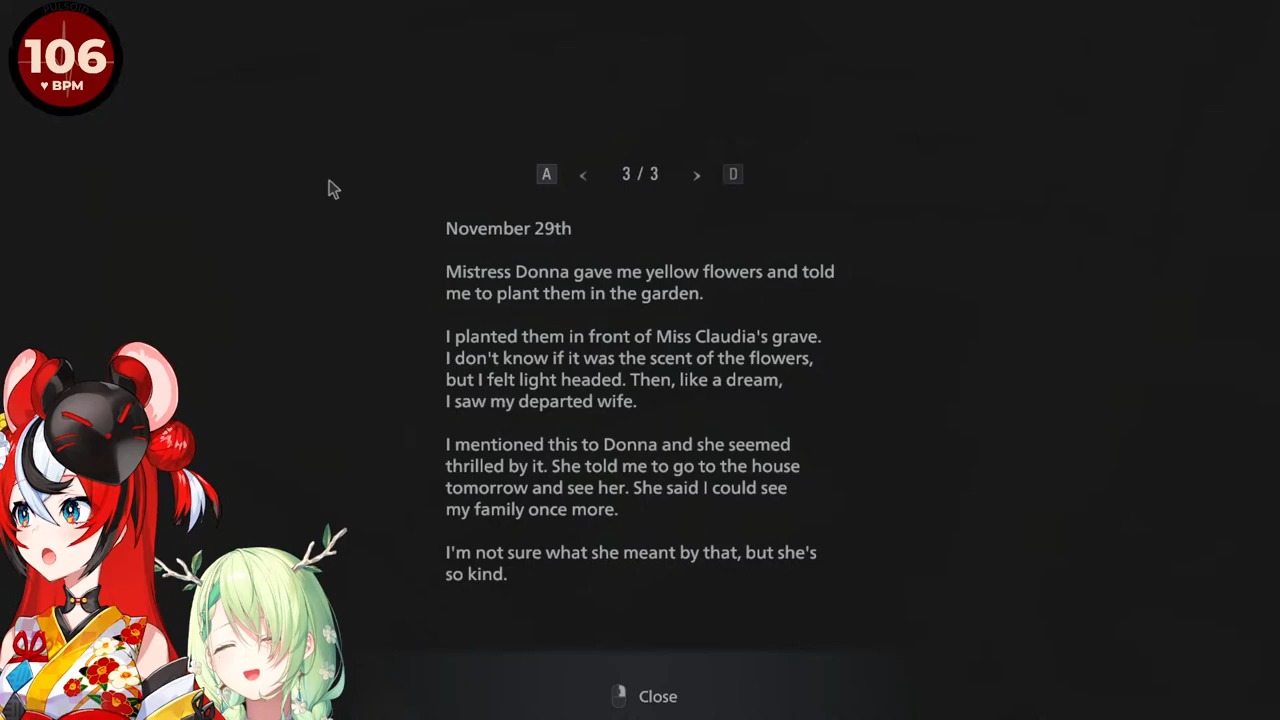 PULSOID
106
♥ BPM
A < 3 / 3 > D
November 29th
Mistress Donna gave me yellow flowers and told
me to plant them in the garden.
I planted them in front of Miss Claudia's grave.
I don't know if it was the scent of the flowers,
but I felt light headed. Then, like a dream,
I saw my departed wife.
I mentioned this to Donna and she seemed
thrilled by it. She told me to go to the house
tomorrow and see her. She said I could see
my family once more.
I'm not sure what she meant by that, but she's
so kind.
Close